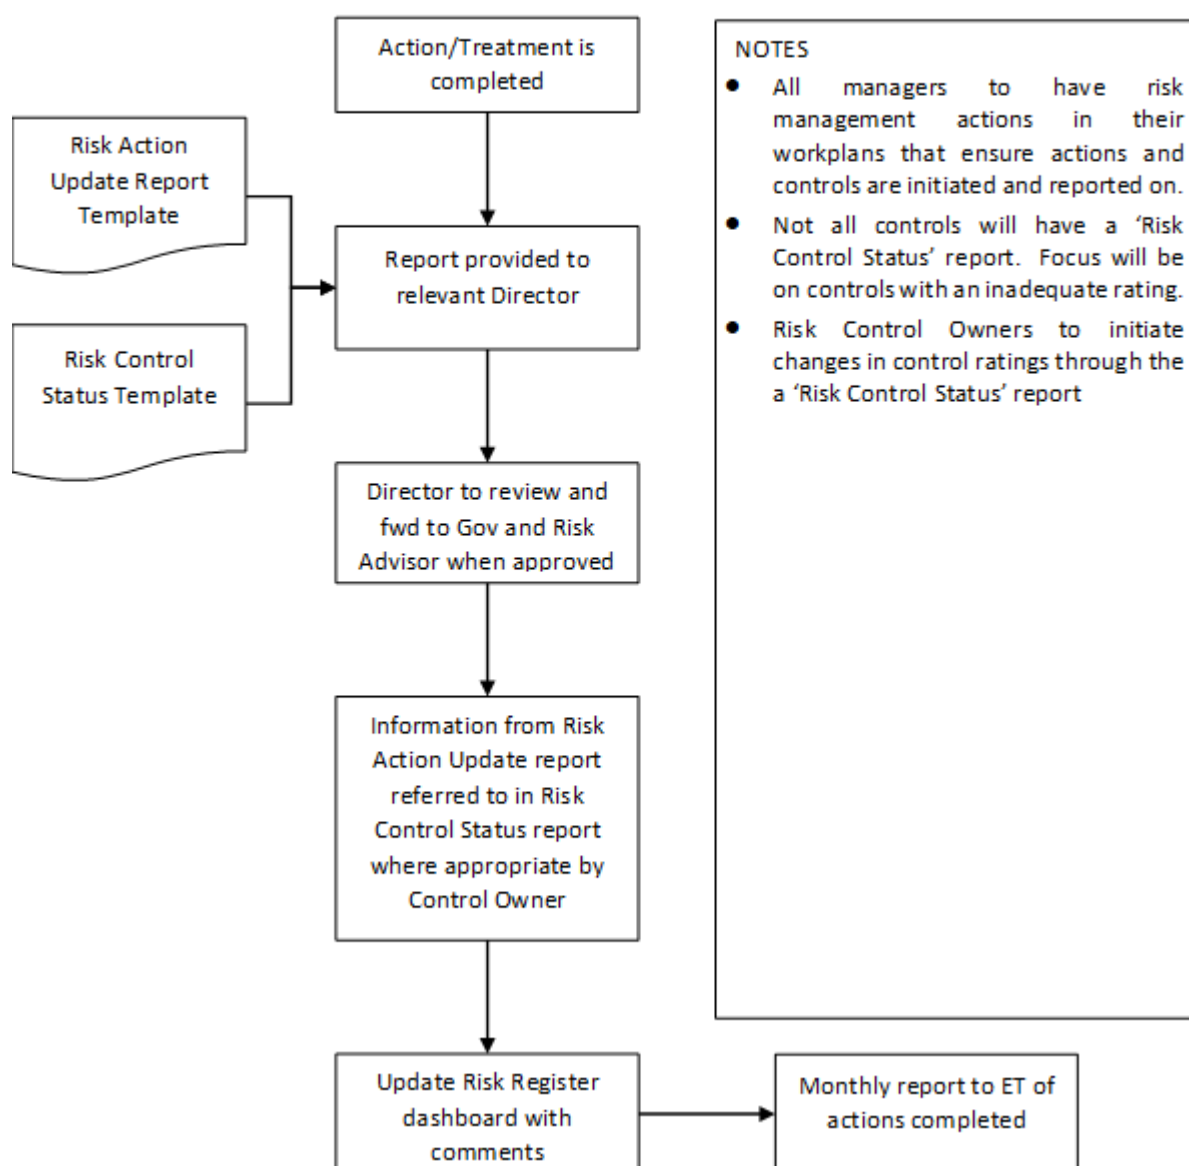 Action/Treatment is
completed
Risk Action
Update Report
Template
Report provided to
relevant Director
Risk Control
Status Template
Director to review and
fwd to Gov and Risk
Advisor when approved
Information from Risk
Action Update report
referred to in Risk
Control Status report
where appropriate by
Control Owner
Update Risk Register
dashboard with
comments
Monthly report to ET of
actions completed
NOTES
● All managers to have risk
management actions in their
workplans that ensure actions and
controls are initiated and reported on.
● Not all controls will have a ‘Risk
Control Status’ report. Focus will be
on controls with an inadequate rating.
● Risk Control Owners to initiate
changes in control ratings through the
a ‘Risk Control Status’ report